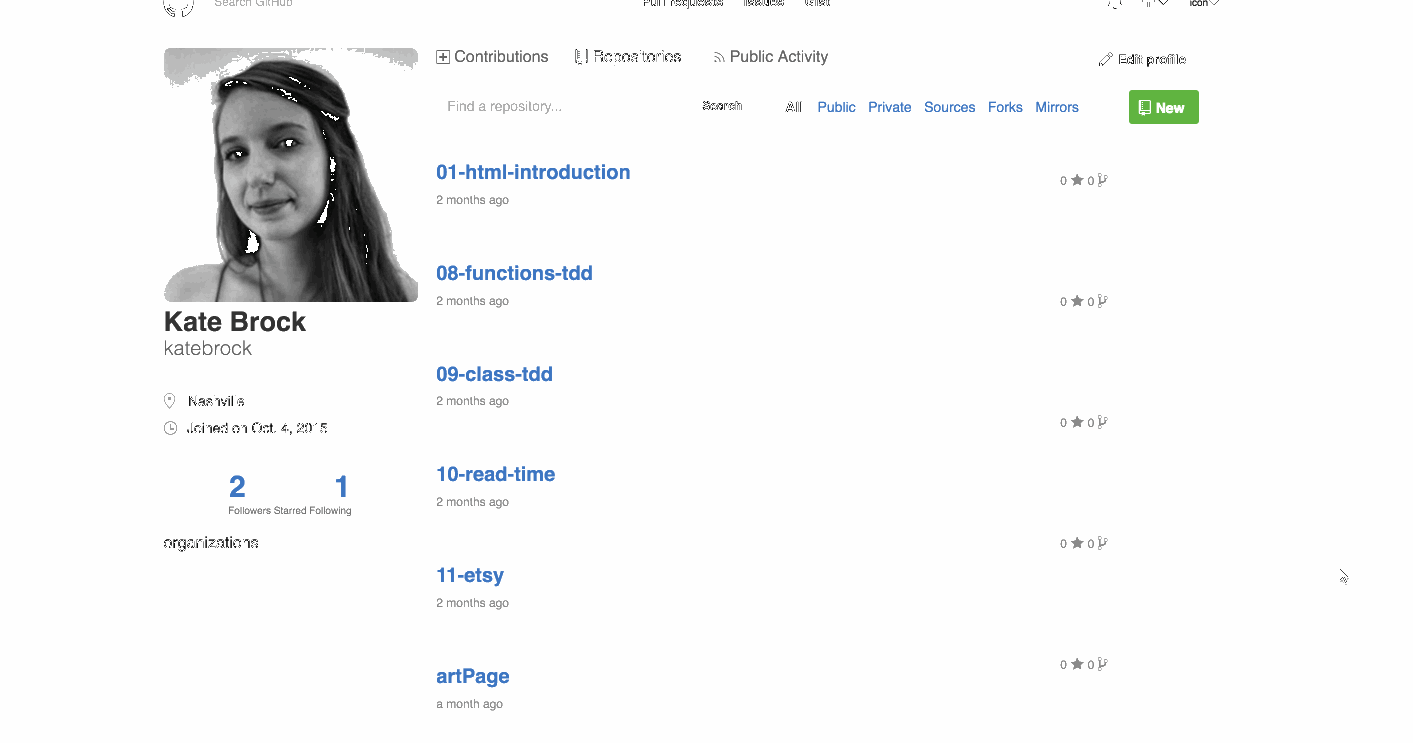 Search GitHub Pull requests Issues Gist icon
Contributions Repositories Public Activity Edit profile
Find a repository... Search All Public Private Sources Forks Mirrors New
01-html-introduction
2 months ago
0 0
08-functions-tdd
2 months ago
0 0
Kate Brock
katebrock
09-class-tdd
2 months ago
0 0
Nashville
Joined on Oct. 4, 2015
10-read-time
2 months ago
0 0
2 1
Followers Starred Following
organizations
11-etsy
2 months ago
0 0
artPage
a month ago